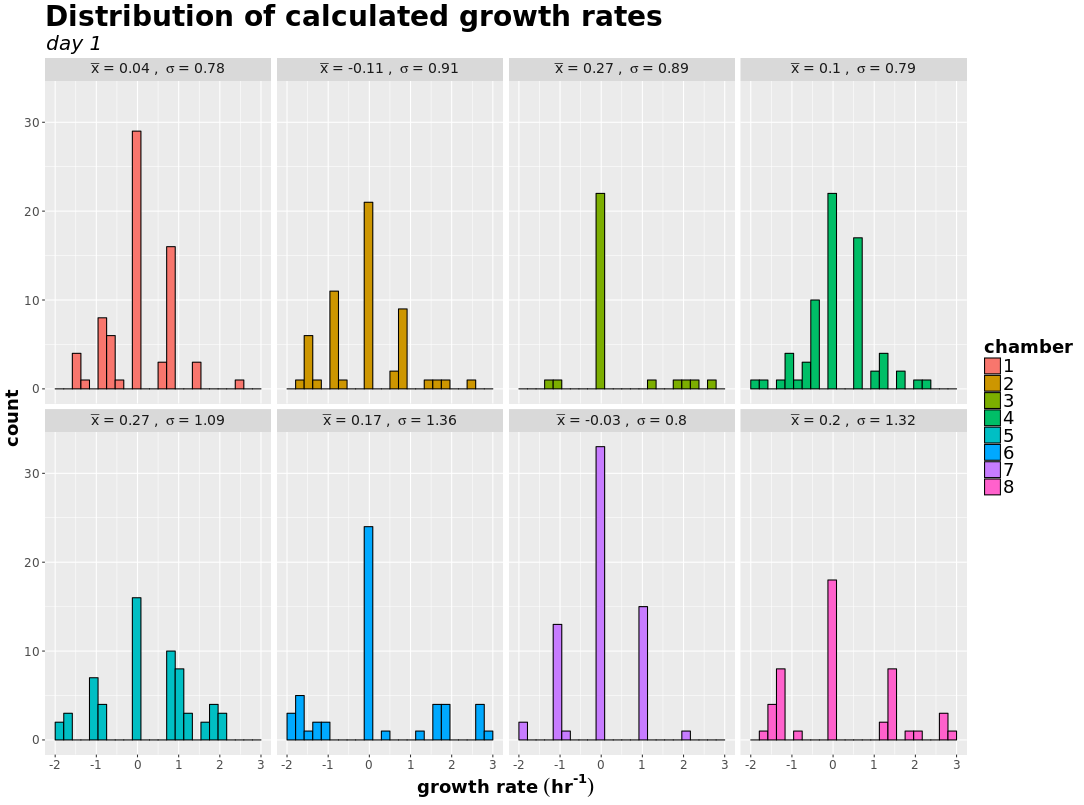 Distribution of calculated growth rates
day 1
x̅ = 0.04 , σ = 0.78
x̅ = -0.11 , σ = 0.91
x̅ = 0.27 , σ = 0.89
x̅ = 0.1 , σ = 0.79
30
20
10
0
x̅ = 0.27 , σ = 1.09
x̅ = 0.17 , σ = 1.36
x̅ = -0.03 , σ = 0.8
x̅ = 0.2 , σ = 1.32
30
20
10
0
-2 -1 0 1 2 3
-2 -1 0 1 2 3
-2 -1 0 1 2 3
-2 -1 0 1 2 3
count
growth rate (hr⁻¹)
chamber
1
2
3
4
5
6
7
8